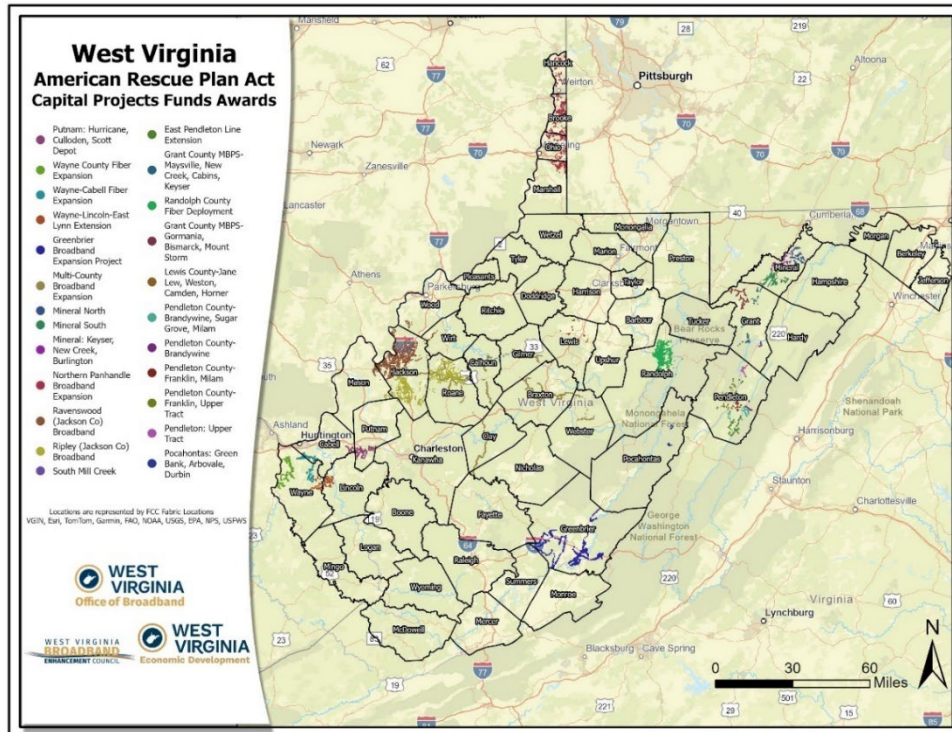 West Virginia
American Rescue Plan Act
Capital Projects Funds Awards
Putnam: Hurricane,
Culloden, Scott
Depot
Wayne County Fiber
Expansion
Wayne-Cabell Fiber
Expansion
Wayne-Lincoln-East
Lynn Extension
Greenbrier
Broadband
Expansion Project
Multi-County
Broadband
Expansion
Mineral North
Mineral South
Mineral: Keyser,
New Creek,
Burlington
Northern Panhandle
Broadband
Expansion
Ravenswood
(Jackson Co)
Broadband
Ripley (Jackson Co)
Broadband
South Mill Creek
East Pendleton Line
Extension
Grant County MBPS-
Maysville, New
Creek, Cabins,
Keyser
Randolph County
Fiber Deployment
Grant County MBPS-
Gormania,
Bismarck, Mount
Storm
Lewis County-Jane
Lew, Weston,
Camden, Horner
Pendleton County-
Brandywine, Sugar
Grove, Milam
Pendleton County-
Brandywine
Pendleton County-
Franklin, Milam
Pendleton County-
Franklin, Upper
Tract
Pendleton: Upper
Tract
Pocahontas: Green
Bank, Arbovale,
Durbin
Locations are represented by FCC Fabric Locations
VGIN, Esri, TomTom, Garmin, FAO, NOAA, USGS, EPA, NPS, USFWS
WEST
VIRGINIA
Office of Broadband
WEST VIRGINIA
BROADBAND
ENHANCEMENT COUNCIL
WEST
VIRGINIA
Economic Development
Mansfield
Hancock
Weirton
Pittsburgh
Altoona
Brooke
Ohio
Newark
Zanesville
Lancaster
Marshall
Morgantown
Wetzel
Monongalia
Marion
Fairmont
Preston
Athens
Tyler
Pleasants
Parkersburg
Doddridge
Harrison
Taylor
Wood
Ritchie
Barbour
Tucker
Bear Rocks
Preserve
Mineral
Hampshire
Morgan
Berkeley
Jefferson
Winchester
Grant
Hardy
Wirt
Calhoun
Gilmer
Lewis
Upshur
Randolph
Jackson
Roane
Mason
Braxton
West Virginia
Webster
Pendleton
Monongahela
National Forest
Shenandoah
National Park
Harrisonburg
Ashland
Huntington
Cabell
Putnam
Charleston
Kanawha
Clay
Nicholas
Pocahontas
Staunton
Charlottesville
Wayne
Lincoln
Boone
Fayette
Greenbrier
George
Washington
National Forest
Logan
Mingo
Raleigh
Wyoming
Summers
Monroe
McDowell
Mercer
Virginia
Lynchburg
Blacksburg
Cave Spring
N
0 30 60
Miles